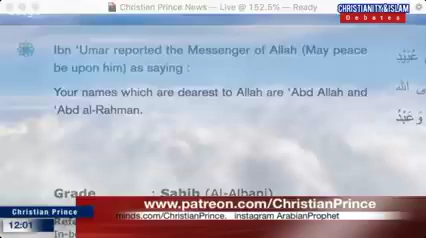 Christian Prince News — Live @ 152.5% — Ready
CHRISTIANITY&ISLAM
Debates
Ibn 'Umar reported the Messenger of Allah (May peace
be upon him) as saying :
Your names which are dearest to Allah are 'Abd Allah and
'Abd al-Rahman.
Grade : Sahih (Al-Albani)
www.patreon.com/ChristianPrince
Christian Prince
minds.com/ChristianPrince, instagram ArabianProphet
12:01